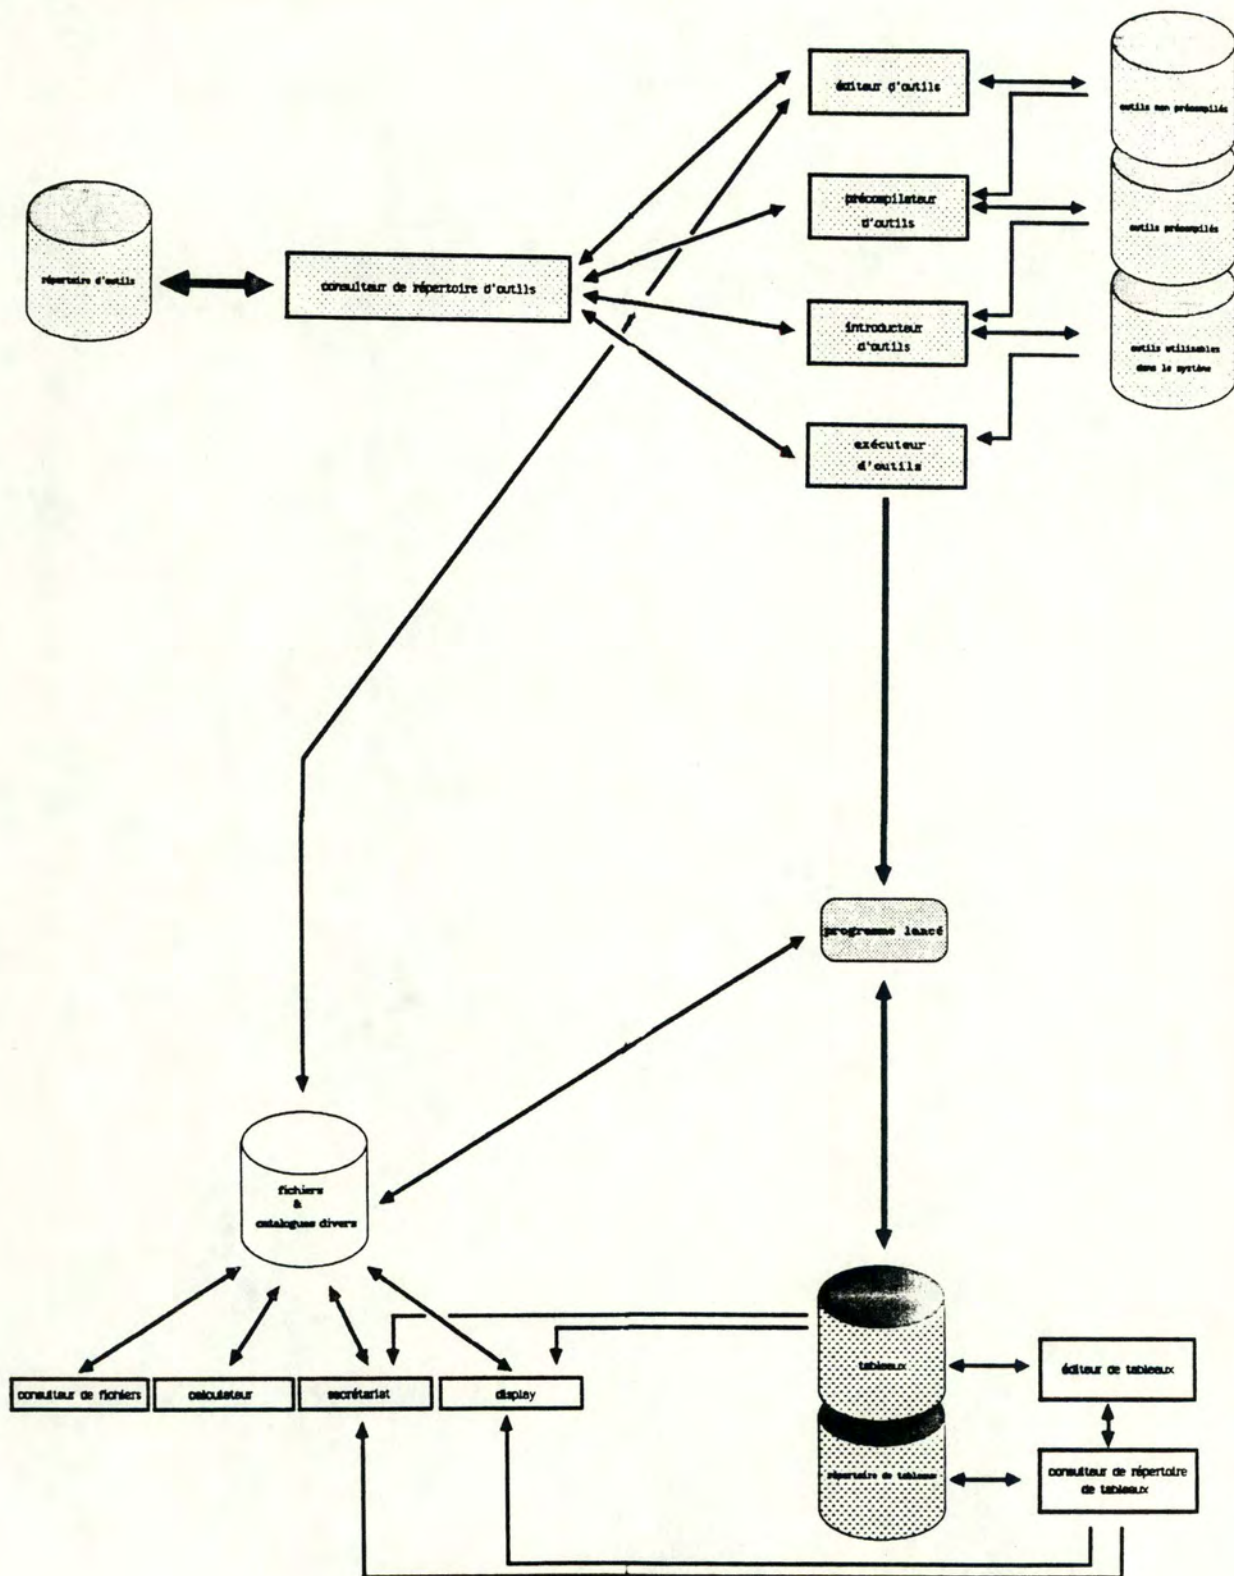 éditeur d'outils
outils non précompilés
précompilateur
d'outils
outils précompilés
répertoire d'outils
consulteur de répertoire d'outils
introducteur
d'outils
outils utilisables
dans le système
exécuteur
d'outils
programme lancé
fichiers
&
catalogues divers
tableaux
éditeur de tableaux
consulteur de fichiers
calculateur
secrétariat
display
répertoire de tableaux
consulteur de répertoire
de tableaux